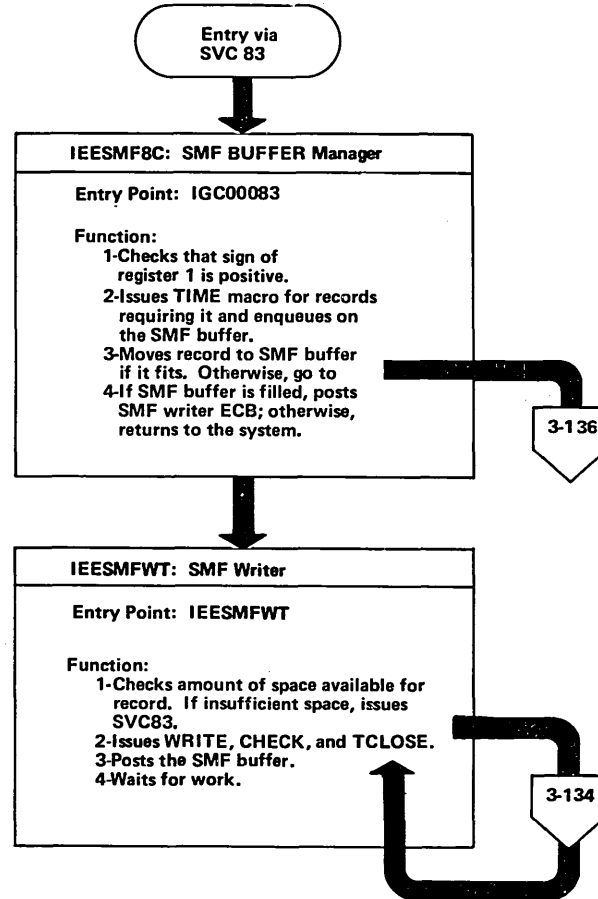 Entry via
SVC 83
IEESMF8C: SMF BUFFER Manager
Entry Point: IGC00083
Function:
1-Checks that sign of
register 1 is positive.
2-Issues TIME macro for records
requiring it and enqueues on
the SMF buffer.
3-Moves record to SMF buffer
if it fits. Otherwise, go to
4-If SMF buffer is filled, posts
SMF writer ECB; otherwise,
returns to the system.
3-136
IEESMFWT: SMF Writer
Entry Point: IEESMFWT
Function:
1-Checks amount of space available for
record. If insufficient space, issues
SVC83.
2-Issues WRITE, CHECK, and TCLOSE.
3-Posts the SMF buffer.
4-Waits for work.
3-134